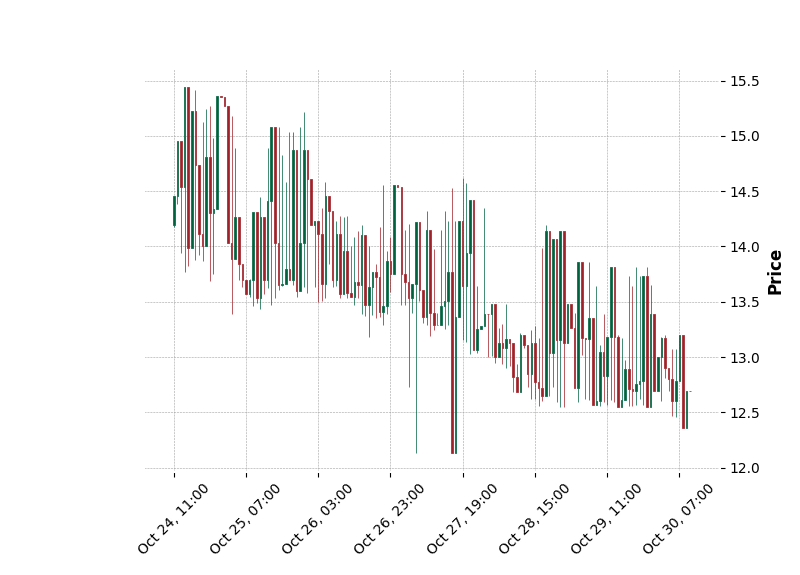 15.5
15.0
14.5
14.0
13.5
13.0
12.5
12.0
Price
Oct 24, 11:00
Oct 25, 07:00
Oct 26, 03:00
Oct 26, 23:00
Oct 27, 19:00
Oct 28, 15:00
Oct 29, 11:00
Oct 30, 07:00